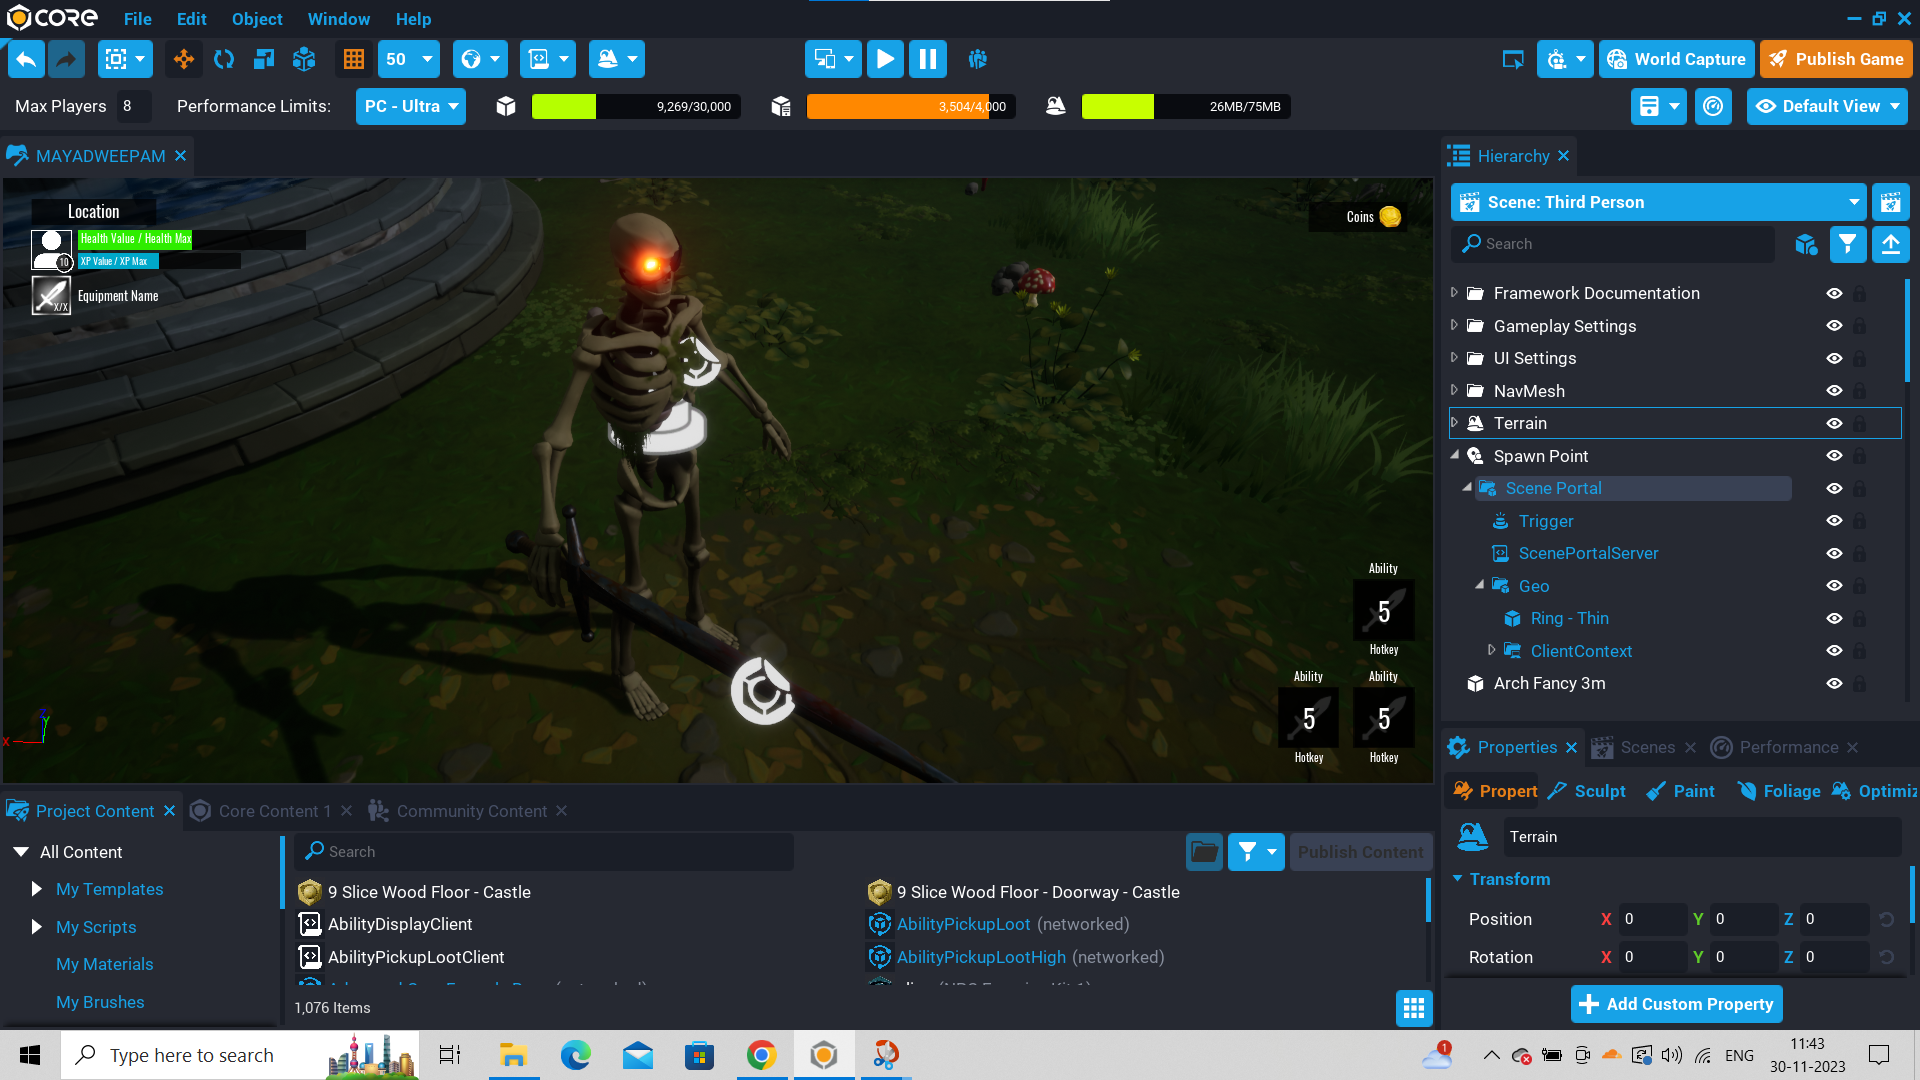 CORE
File Edit Object Window Help
50
World Capture
Publish Game
Max Players 8 Performance Limits: PC - Ultra 9,269/30,000 3,504/4,000 26MB/75MB Default View
MAYADWEEPAM
Location
Health Value / Health Max
XP Value / XP Max
10
X/X
Equipment Name
Coins
Ability
5
Hotkey
Ability Ability
5 5
Hotkey Hotkey
X Y
Hierarchy
Scene: Third Person
Search
Framework Documentation
Gameplay Settings
UI Settings
NavMesh
Terrain
Spawn Point
Scene Portal
Trigger
ScenePortalServer
Geo
Ring - Thin
ClientContext
Arch Fancy 3m
Properties Scenes Performance
Propert Sculpt Paint Foliage Optimiz
Terrain
Transform
Position X 0 Y 0 Z 0
Rotation X 0 Y 0 Z 0
Add Custom Property
Project Content Core Content 1 Community Content
All Content
My Templates
My Scripts
My Materials
My Brushes
Search
Publish Content
9 Slice Wood Floor - Castle
9 Slice Wood Floor - Doorway - Castle
AbilityDisplayClient
AbilityPickupLoot (networked)
AbilityPickupLootClient
AbilityPickupLootHigh (networked)
1,076 Items
Type here to search
1
ENG
11:43
30-11-2023